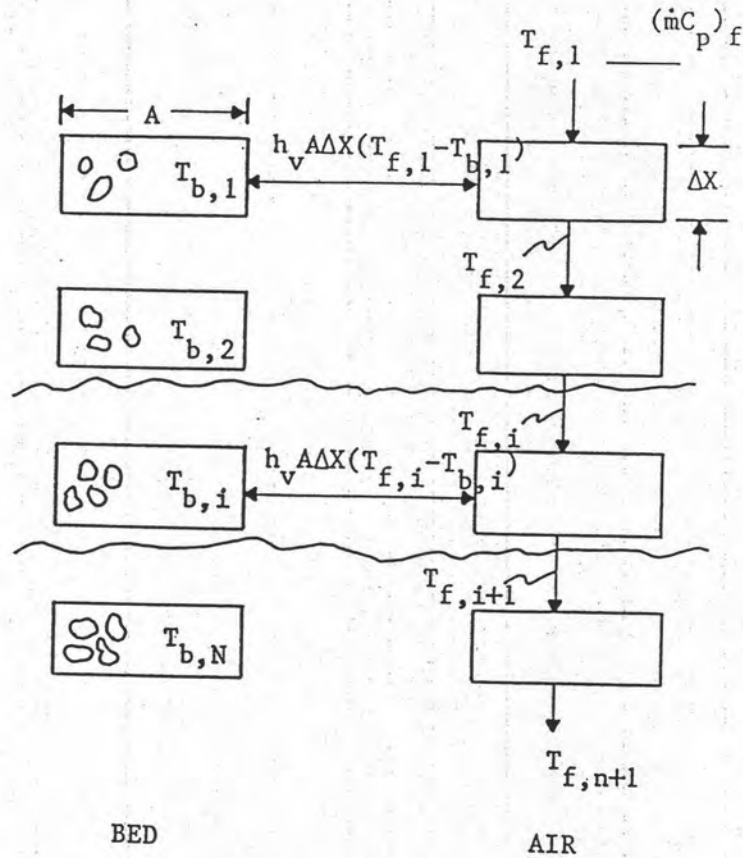 T_f,1
(ṁC_p)_f
A
h_vAΔX(T_f,1-T_b,1)
T_b,1
ΔX
T_f,2
T_b,2
T_f,i
h_vAΔX(T_f,i-T_b,i)
T_b,i
T_f,i+1
T_b,N
T_f,n+1
BED
AIR